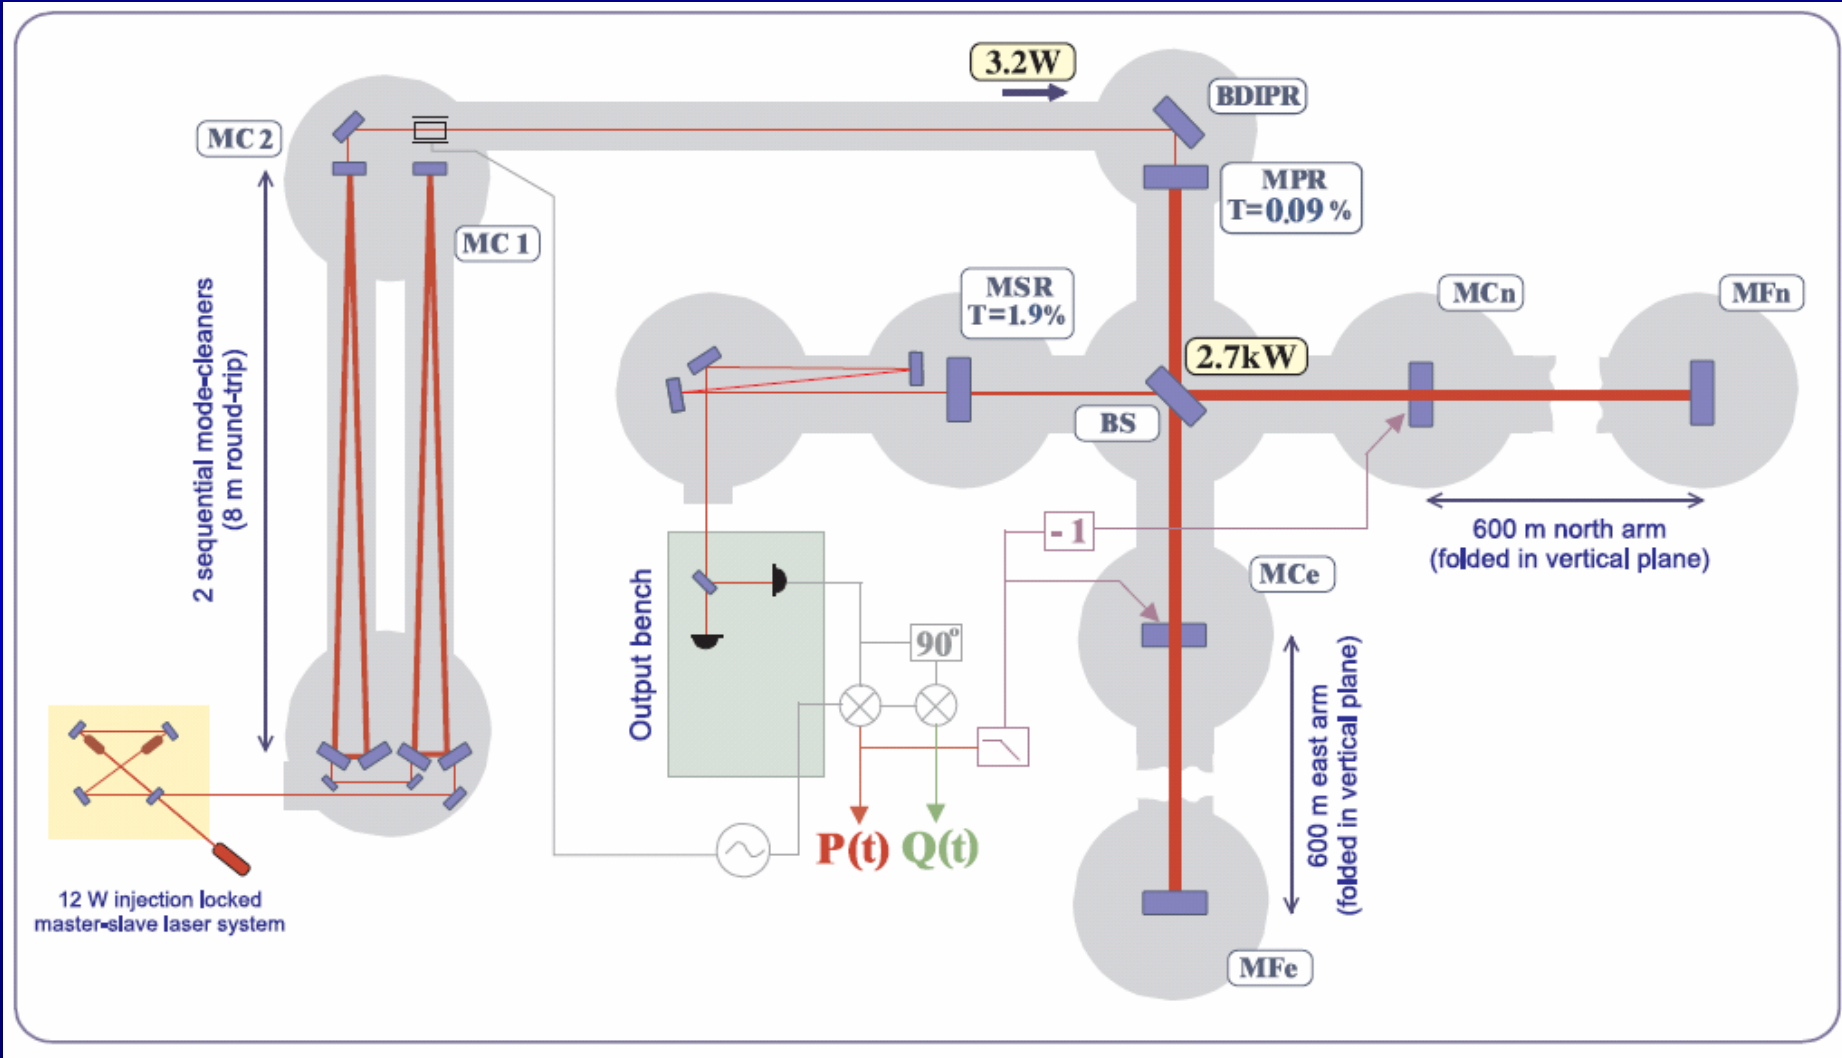 3.2W
BDIPR
MC 2
MPR
T=0.09 %
MC 1
MSR
T=1.9%
MCn
MFn
2.7kW
BS
2 sequential mode-cleaners
(8 m round-trip)
- 1
600 m north arm
(folded in vertical plane)
MCe
Output bench
90°
600 m east arm
(folded in vertical plane)
P(t)
Q(t)
12 W injection locked
master-slave laser system
MFe